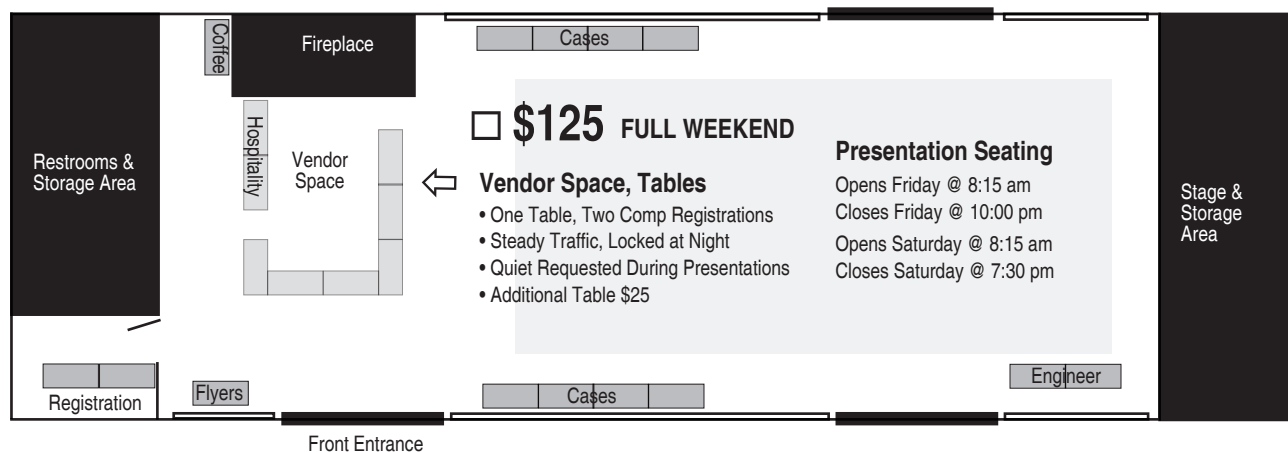 Coffee
Fireplace
Cases
Restrooms &
Storage Area
Hospitality
Vendor
Space
$125 FULL WEEKEND
Vendor Space, Tables
• One Table, Two Comp Registrations
• Steady Traffic, Locked at Night
• Quiet Requested During Presentations
• Additional Table $25
Presentation Seating
Opens Friday @ 8:15 am
Closes Friday @ 10:00 pm
Opens Saturday @ 8:15 am
Closes Saturday @ 7:30 pm
Stage &
Storage
Area
Registration
Flyers
Cases
Engineer
Front Entrance